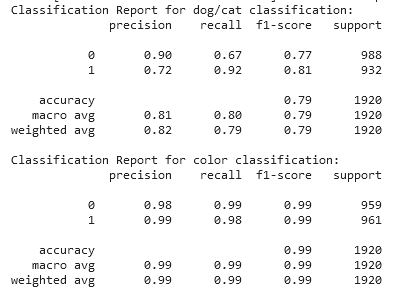 Classification Report for dog/cat classification:
precision recall f1-score support
0 0.90 0.67 0.77 988
1 0.72 0.92 0.81 932
accuracy 0.79 1920
macro avg 0.81 0.80 0.79 1920
weighted avg 0.82 0.79 0.79 1920
Classification Report for color classification:
precision recall f1-score support
0 0.98 0.99 0.99 959
1 0.99 0.98 0.99 961
accuracy 0.99 1920
macro avg 0.99 0.99 0.99 1920
weighted avg 0.99 0.99 0.99 1920